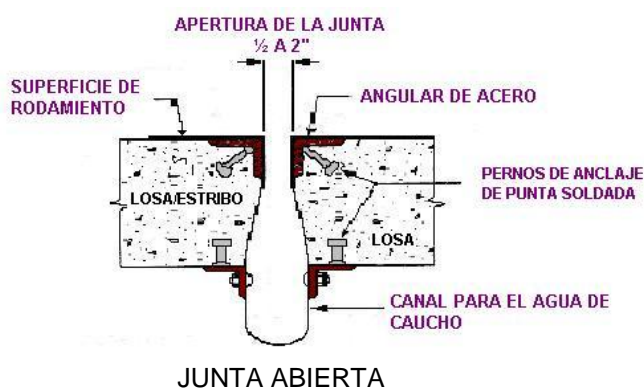 APERTURA DE LA JUNTA
½ A 2"
SUPERFICIE DE
RODAMIENTO
ANGULAR DE ACERO
PERNOS DE ANCLAJE
DE PUNTA SOLDADA
LOSA/ESTRIBO
LOSA
CANAL PARA EL AGUA DE
CAUCHO
JUNTA ABIERTA